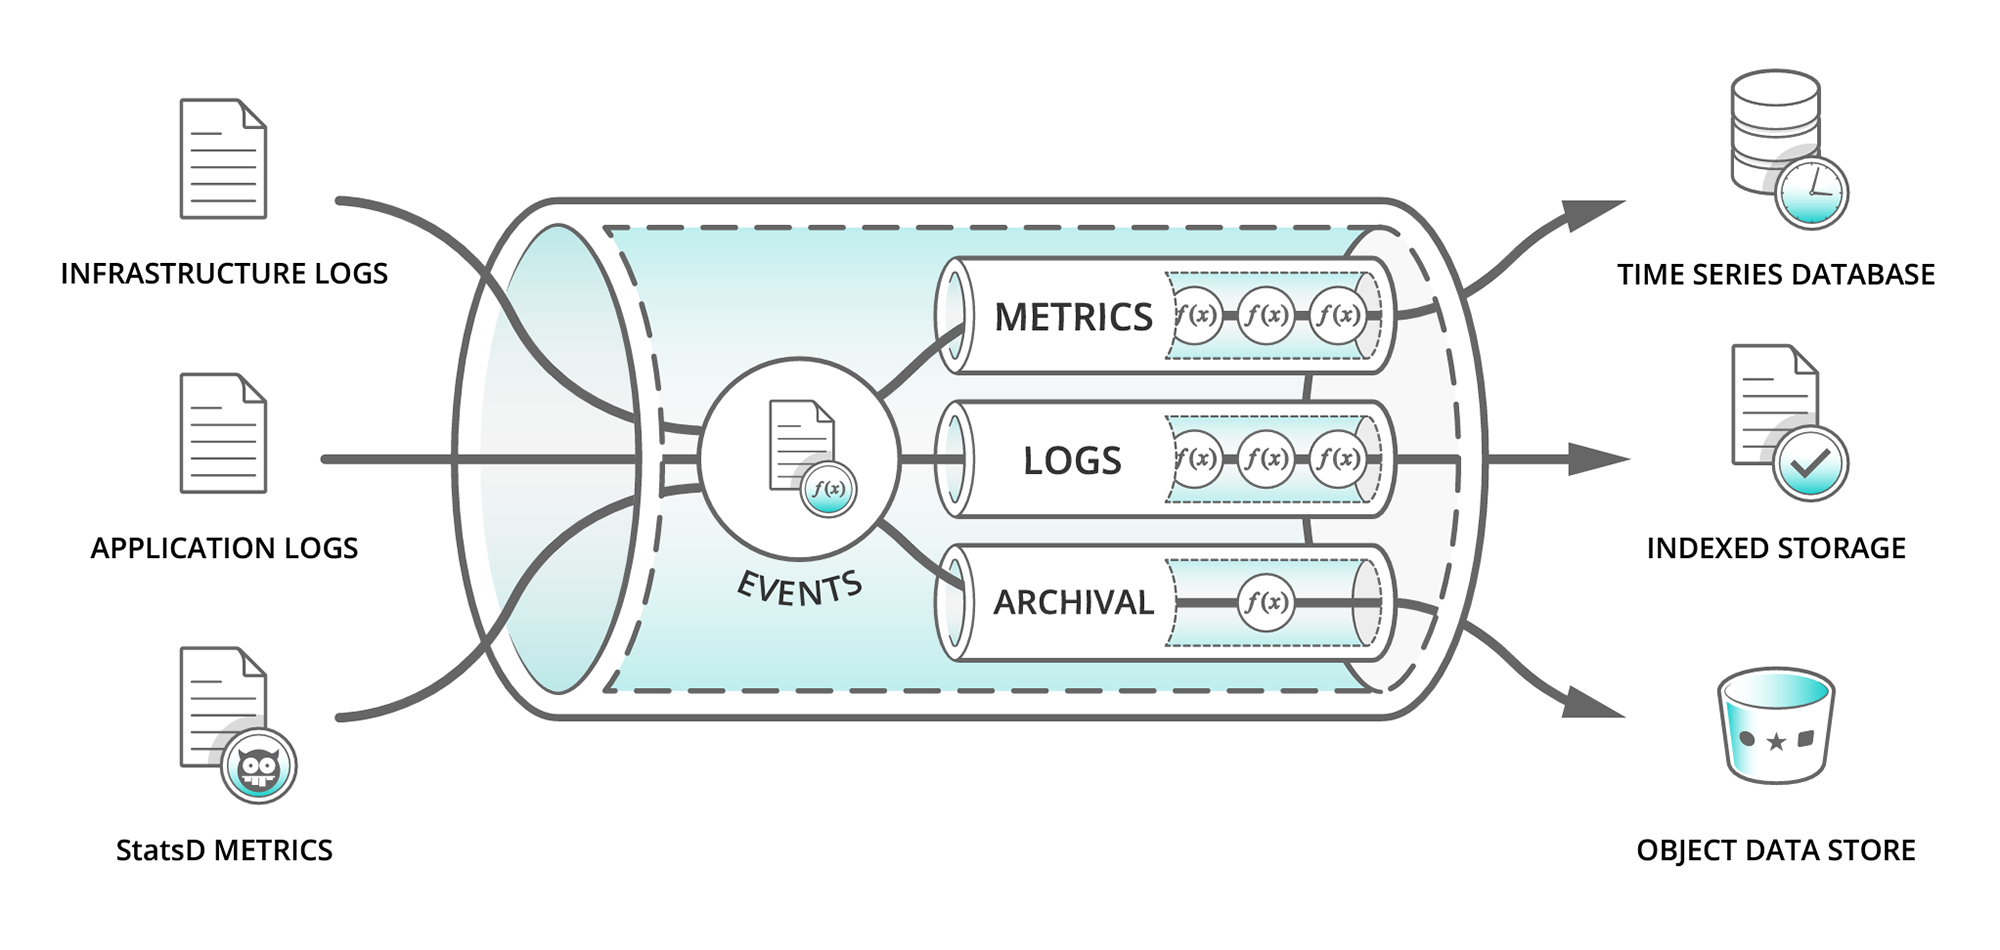 INFRASTRUCTURE LOGS
APPLICATION LOGS
StatsD METRICS
f(x)
EVENTS
METRICS
f(x) f(x) f(x)
LOGS
f(x) f(x) f(x)
ARCHIVAL
f(x)
TIME SERIES DATABASE
INDEXED STORAGE
OBJECT DATA STORE